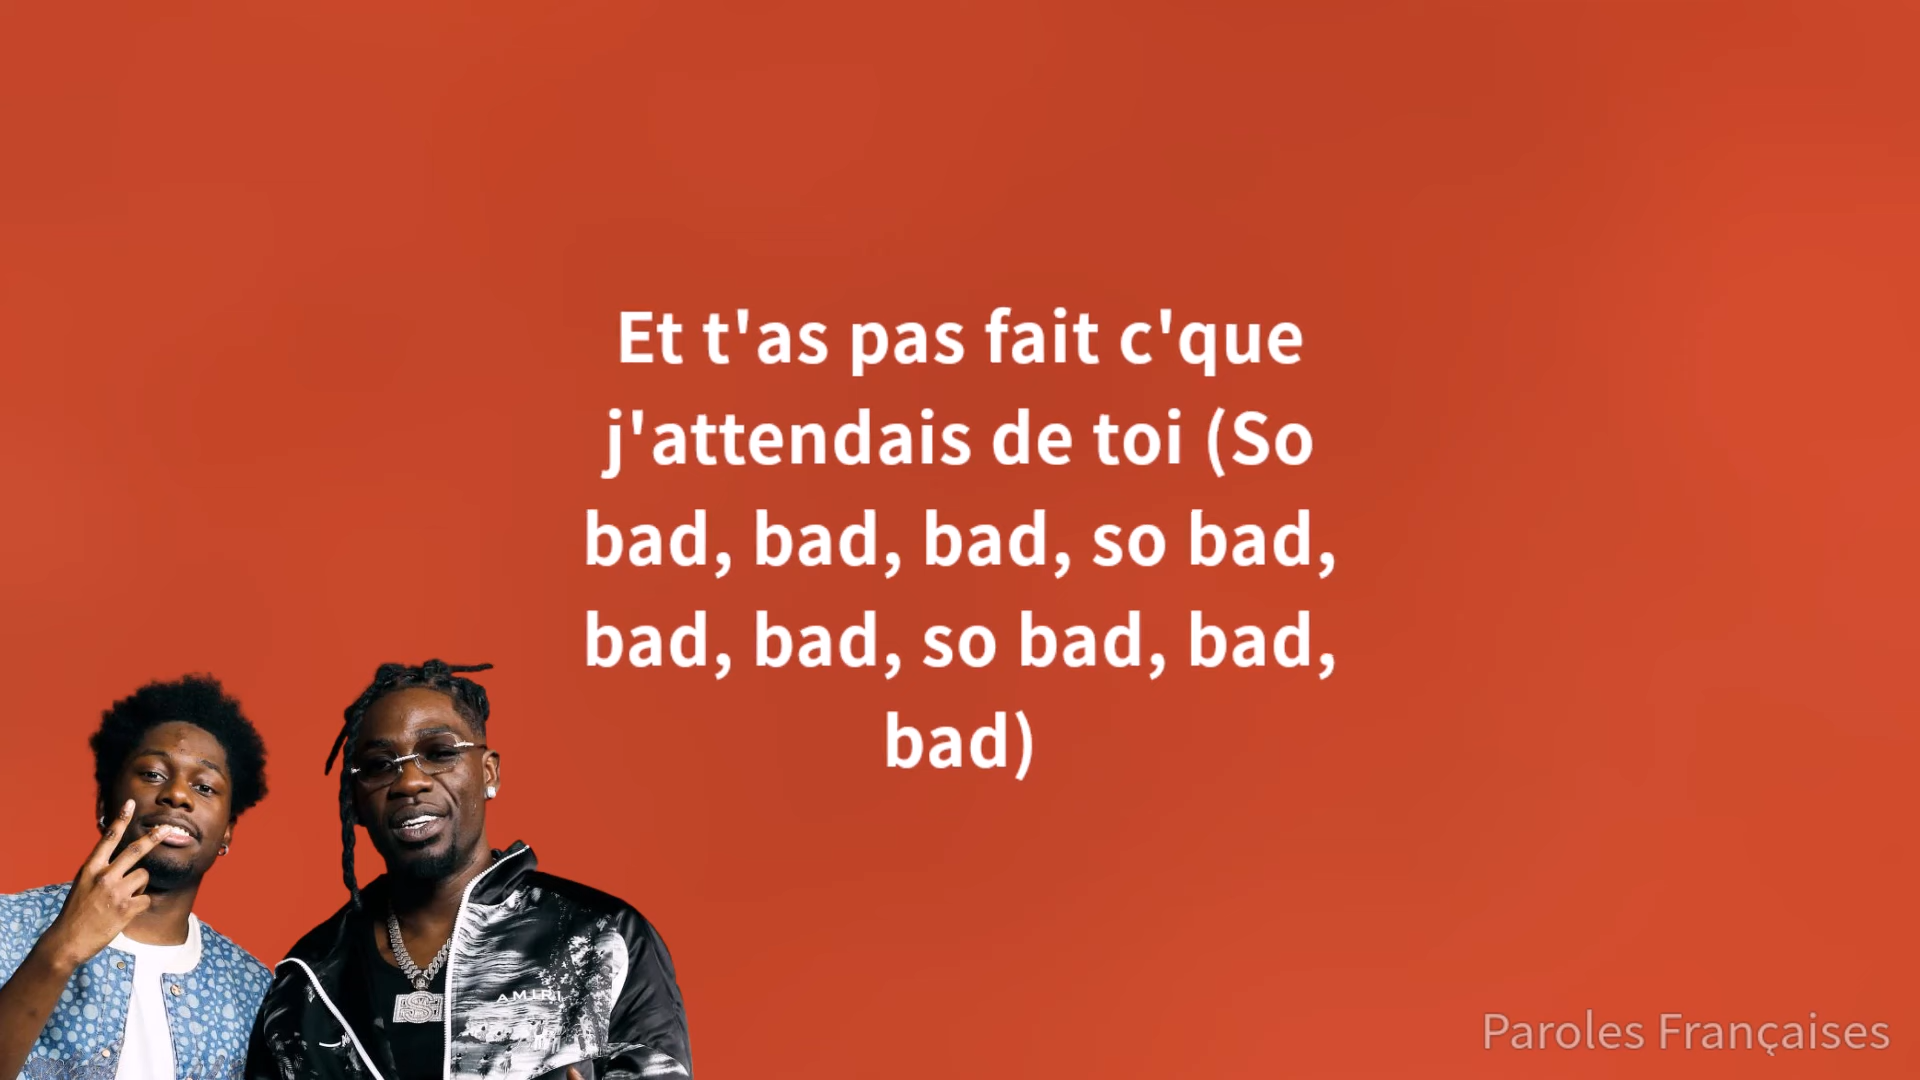 Et t'as pas fait c'que
j'attendais de toi (So
bad, bad, bad, so bad,
bad, bad, so bad, bad,
bad)
AMIRI
Paroles Françaises